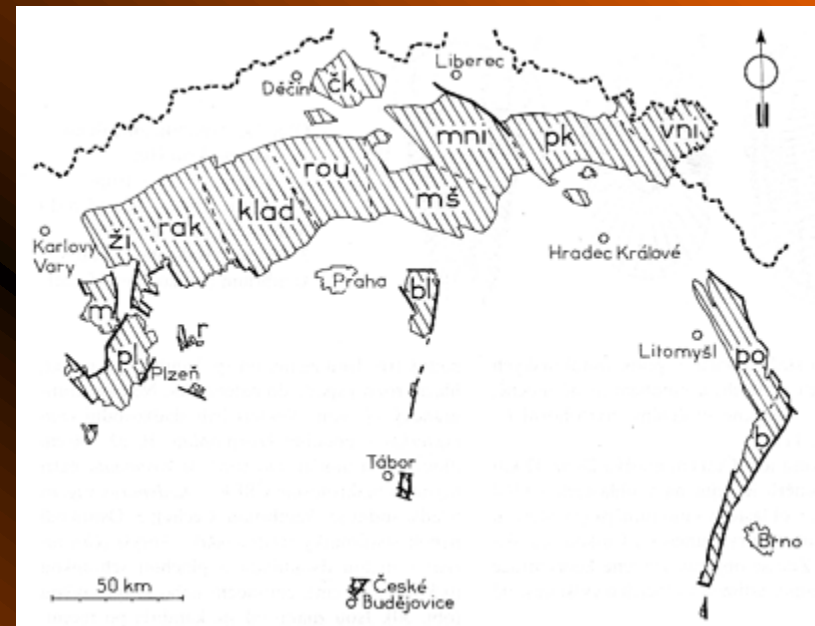 Liberec
Děčín
čk
mni
pk
vni
rou
mš
klad
rak
ži
Karlovy
Vary
Hradec Králové
Praha
bl
m
pl
r
Plzeň
Litomyšl
po
b
Tábor
Brno
50 km
České
Budějovice